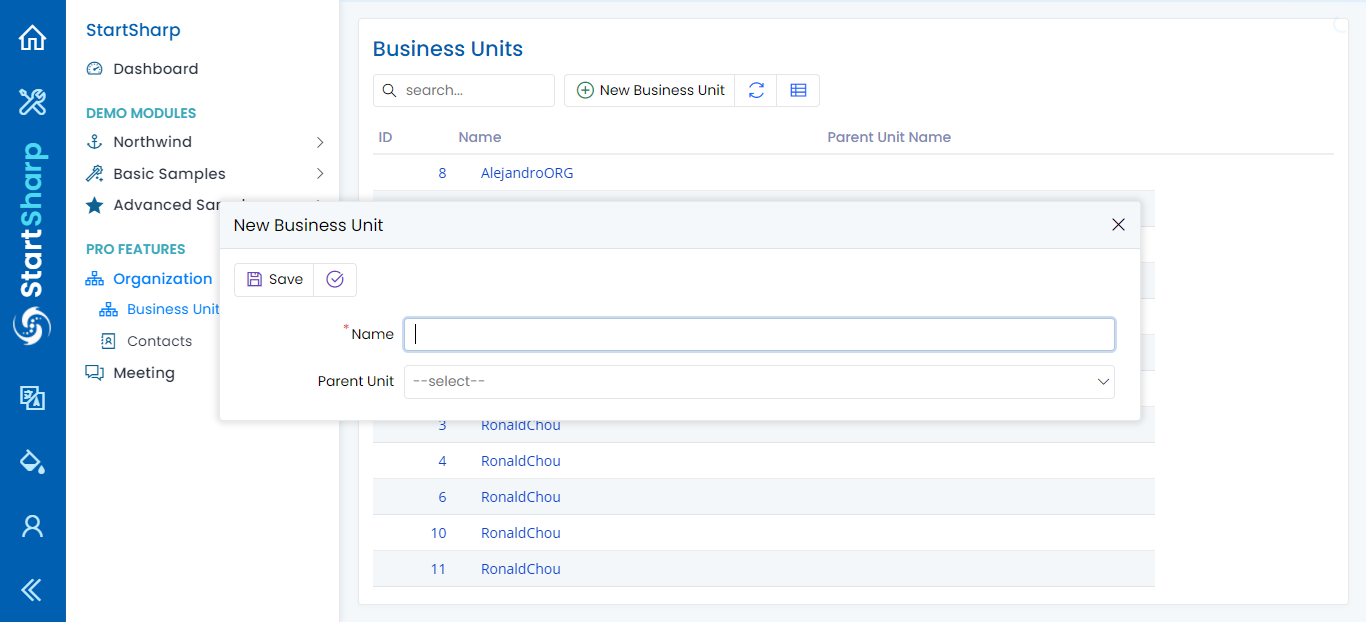 StartSharp
StartSharp
Dashboard
DEMO MODULES
Northwind
Basic Samples
Advanced
PRO FEATURES
Organization
Business Unit
Contacts
Meeting
Business Units
search...
New Business Unit
ID Name Parent Unit Name
8 AlejandroORG
New Business Unit
Save
*Name
Parent Unit --select--
3 RonaldChou
4 RonaldChou
6 RonaldChou
10 RonaldChou
11 RonaldChou